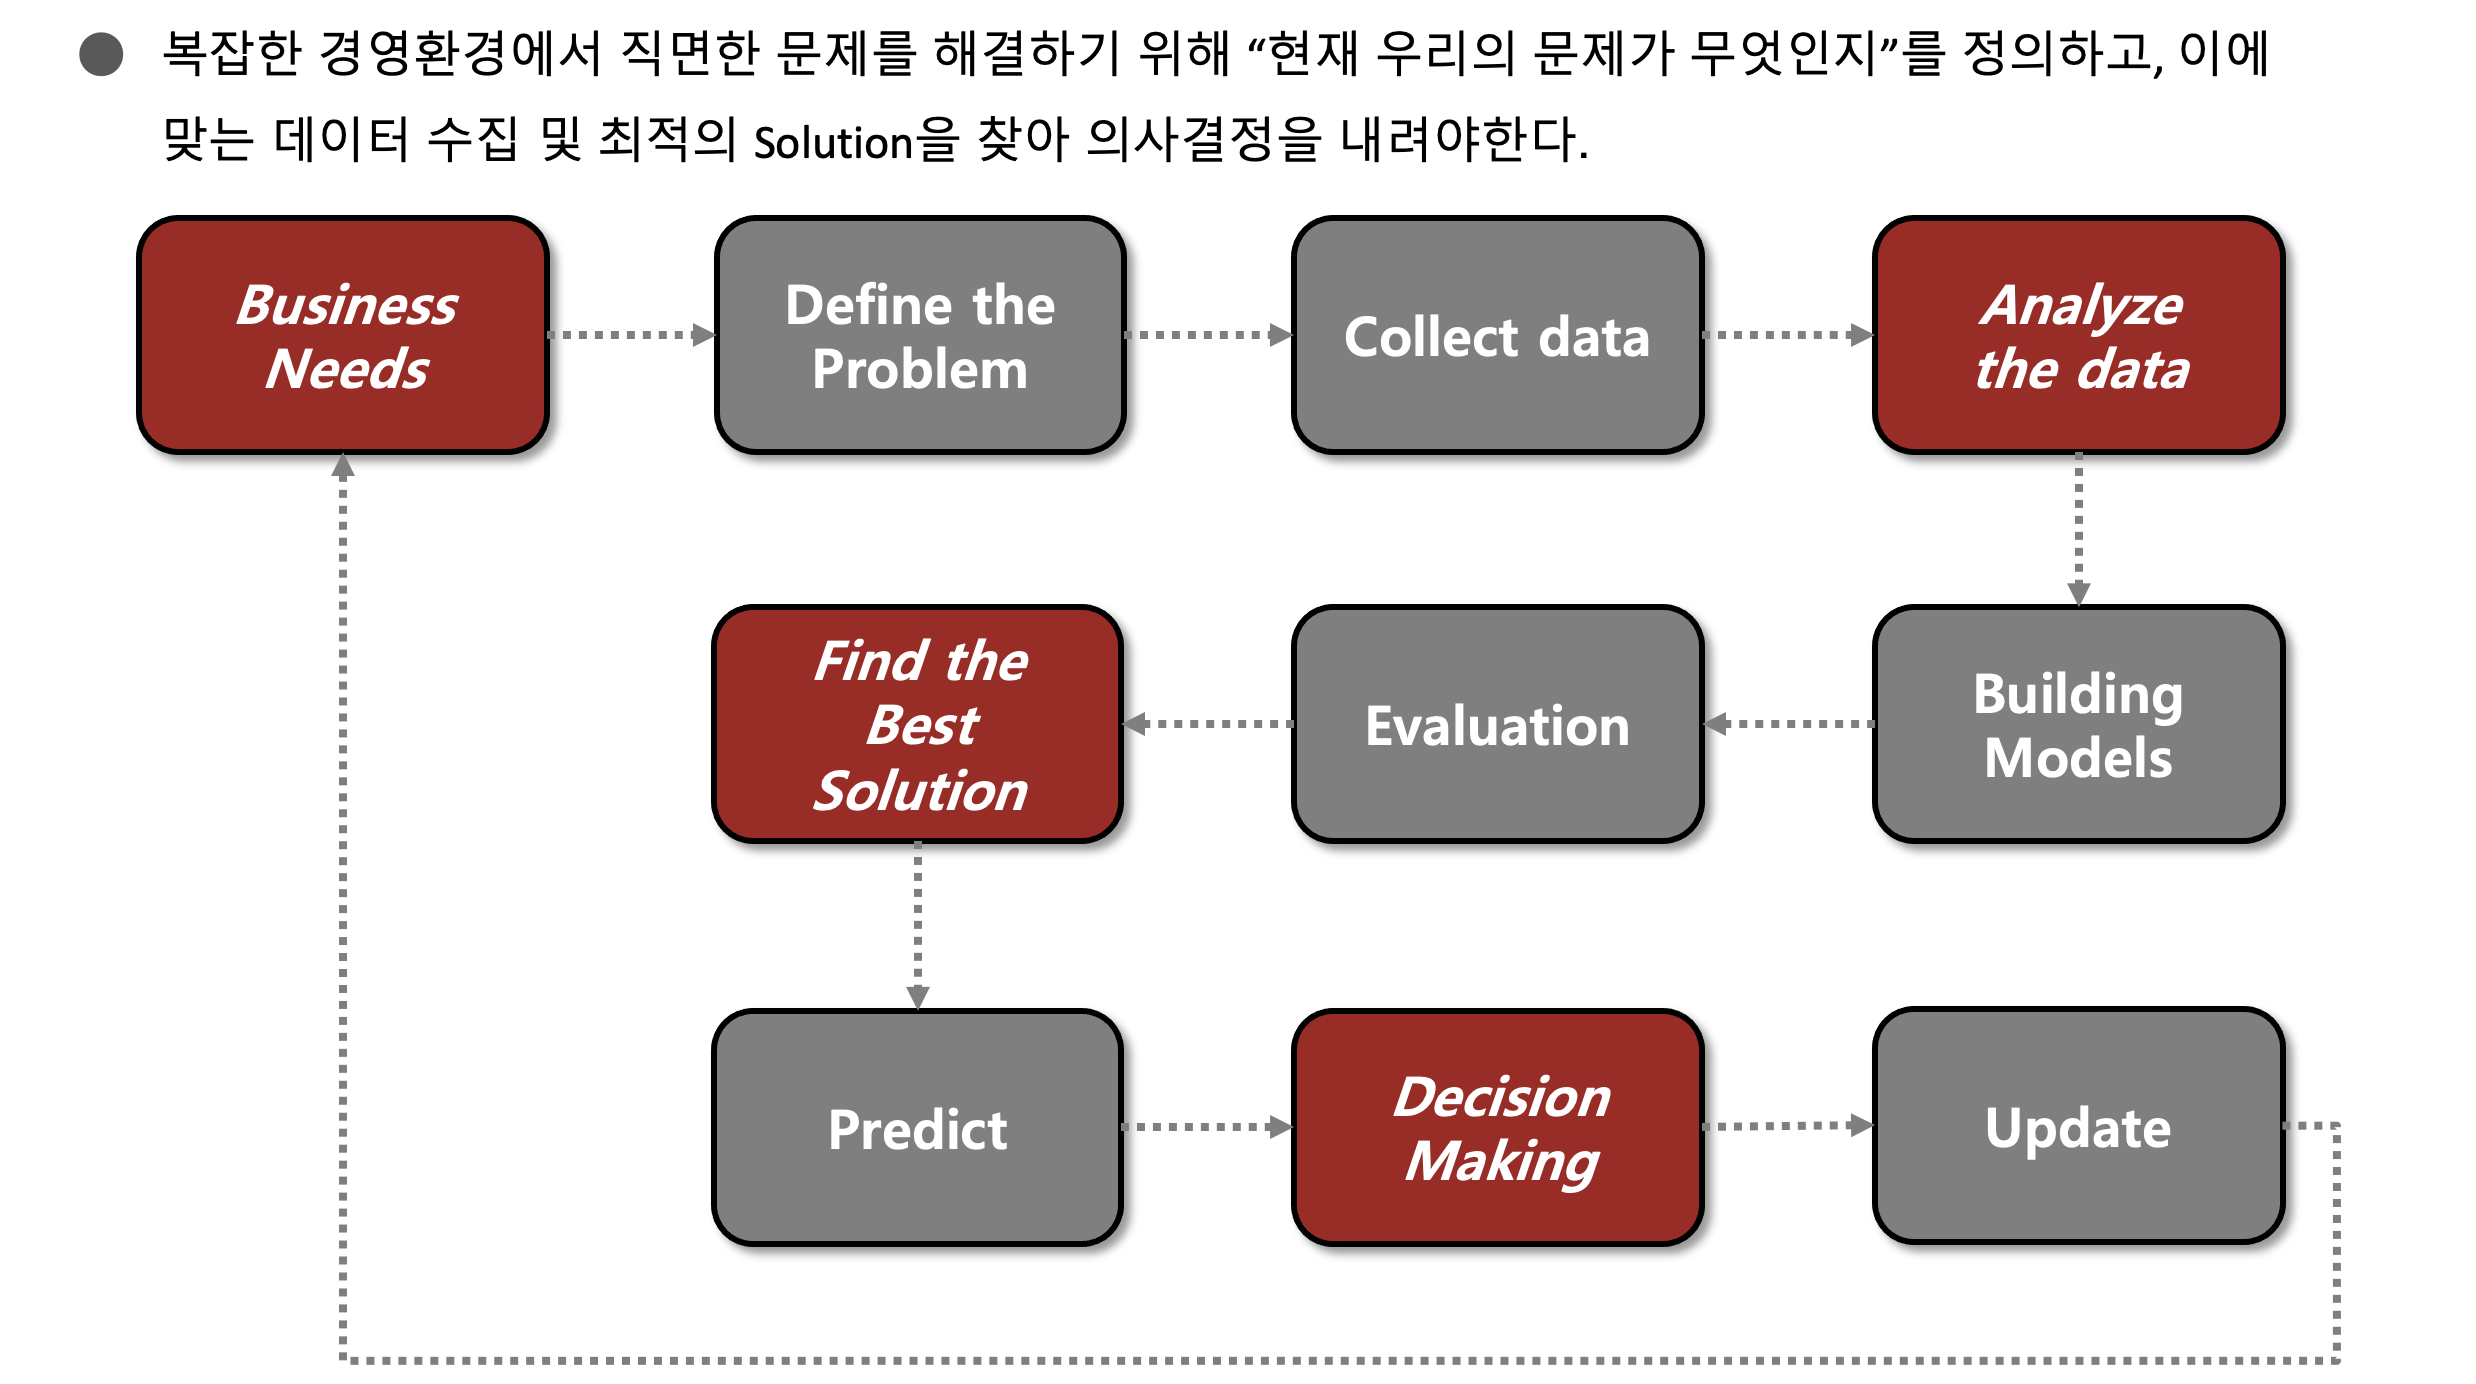 복잡한 경영환경에서 직면한 문제를 해결하기 위해 “현재 우리의 문제가 무엇인지”를 정의하고, 이에
맞는 데이터 수집 및 최적의 Solution을 찾아 의사결정을 내려야한다.
Business
Needs
Define the
Problem
Collect data
Analyze
the data
Building
Models
Evaluation
Find the
Best
Solution
Predict
Decision
Making
Update